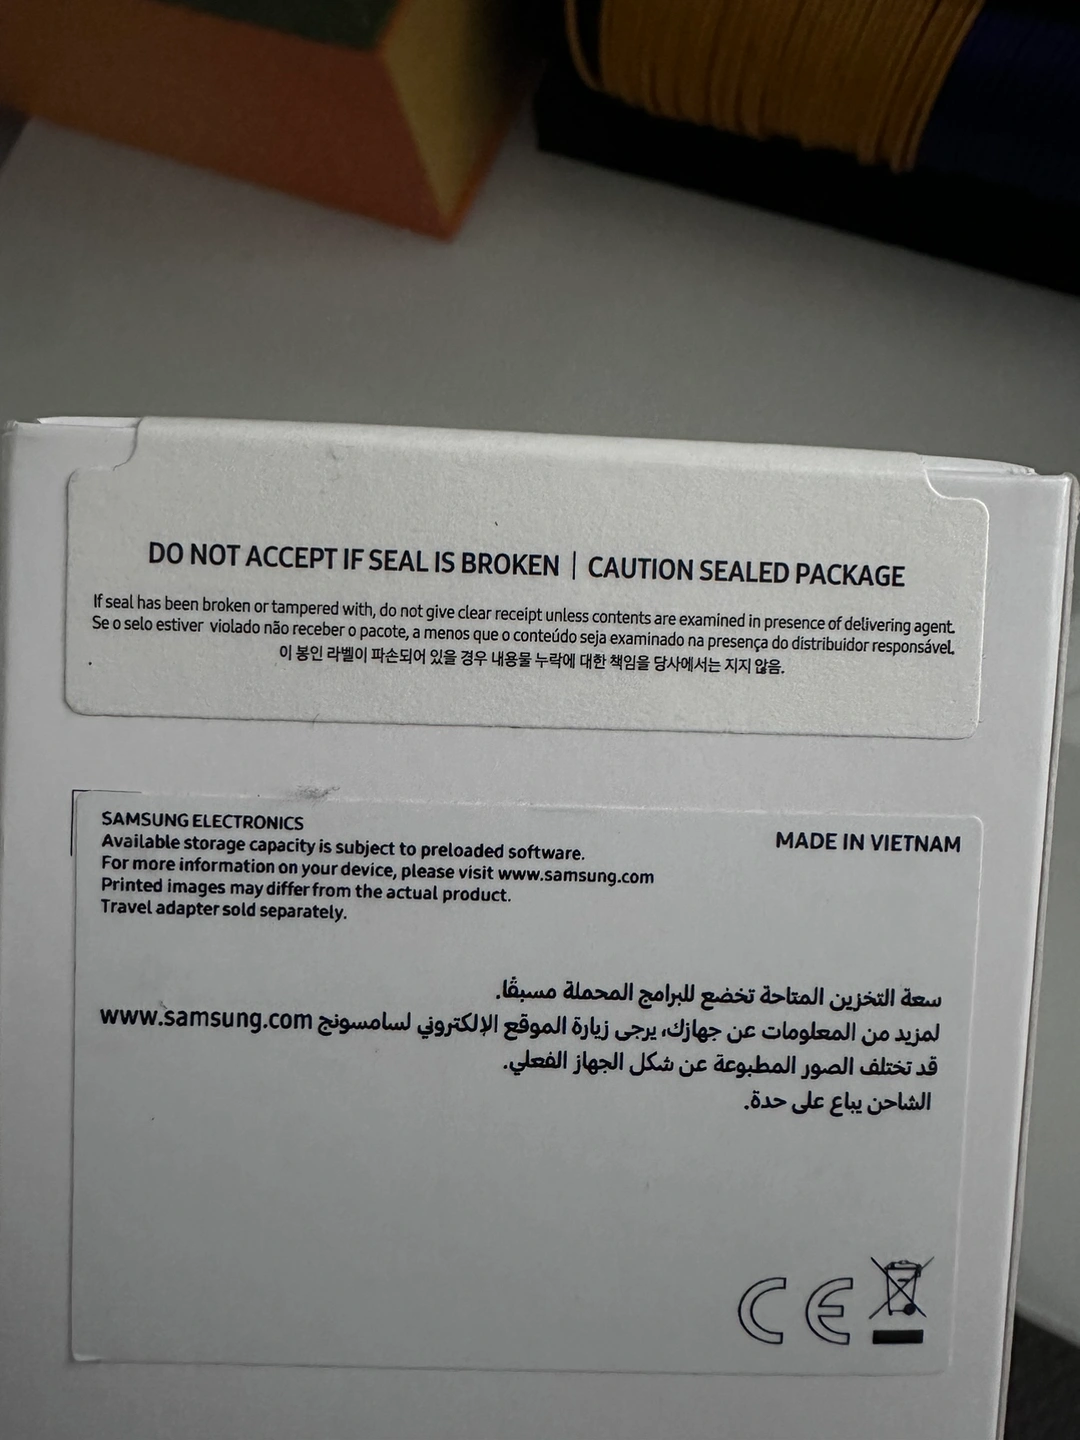 DO NOT ACCEPT IF SEAL IS BROKEN | CAUTION SEALED PACKAGE
If seal has been broken or tampered with, do not give clear receipt unless contents are examined in presence of delivering agent.
Se o selo estiver violado não receber o pacote, a menos que o conteúdo seja examinado na presença do distribuidor responsável.
이 봉인 라벨이 파손되어 있을 경우 내용물 누락에 대한 책임을 당사에서는 지지 않음.
SAMSUNG ELECTRONICS
MADE IN VIETNAM
Available storage capacity is subject to preloaded software.
For more information on your device, please visit www.samsung.com
Printed images may differ from the actual product.
Travel adapter sold separately.
سعة التخزين المتاحة تخضع للبرامج المحملة مسبقًا.
لمزيد من المعلومات عن جهازك، يرجى زيارة الموقع الإلكتروني لسامسونج www.samsung.com
قد تختلف الصور المطبوعة عن شكل الجهاز الفعلي.
الشاحن يباع على حدة.
CE